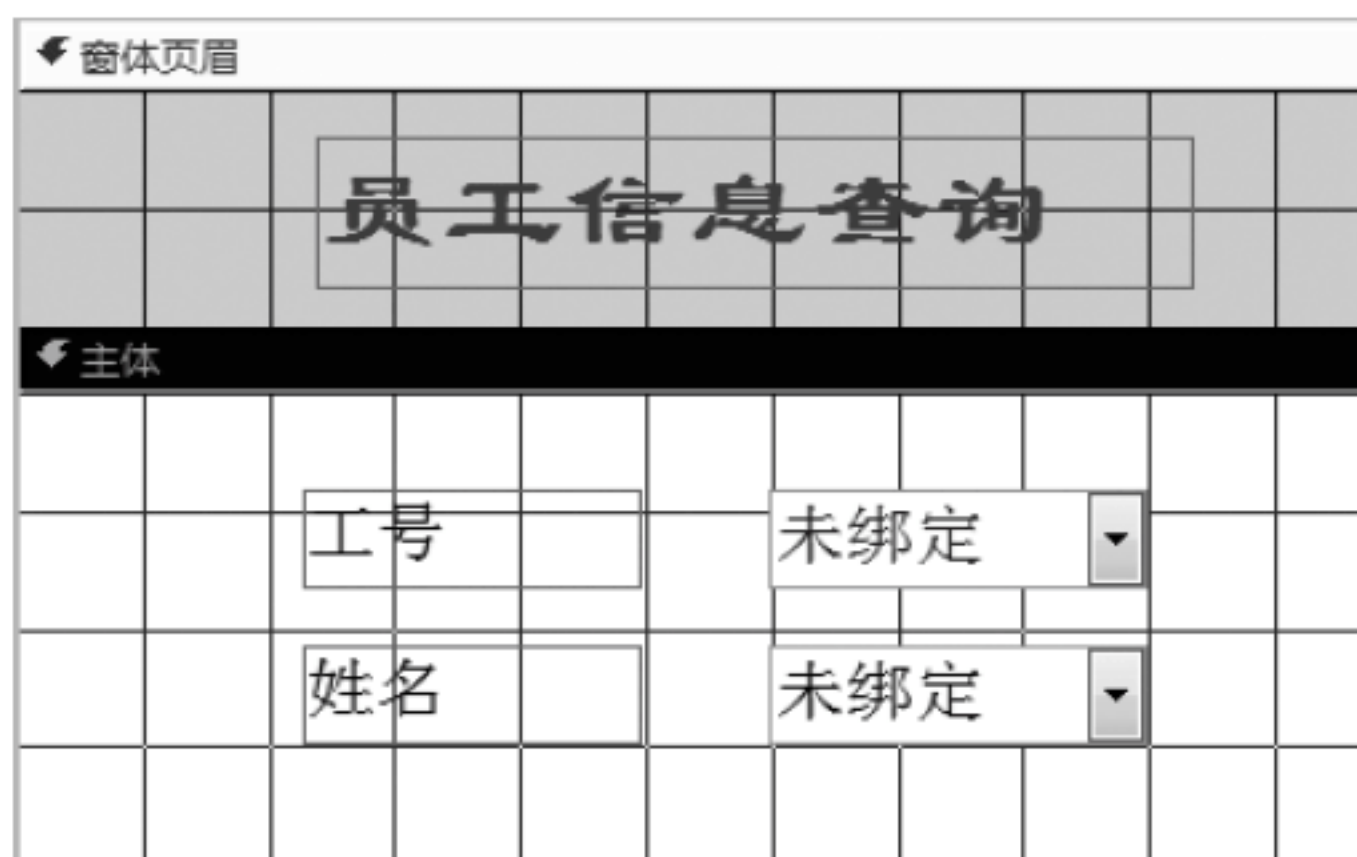 窗体页眉
员工信息查询
主体
工号 未绑定
姓名 未绑定